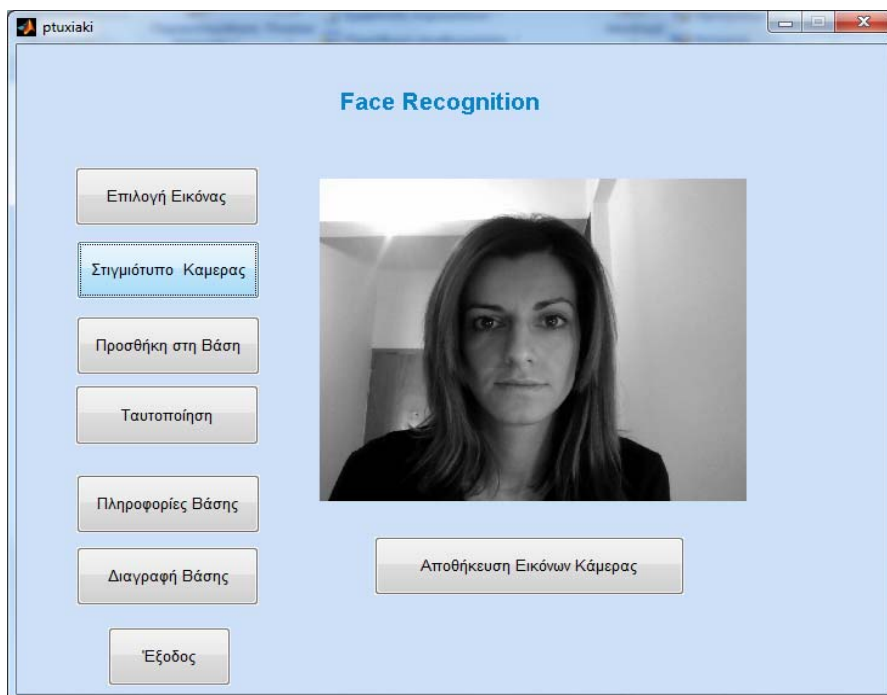 ptuxiaki
Face Recognition
Επιλογή Εικόνας
Στιγμιότυπο Καμερας
Προσθήκη στη Βάση
Ταυτοποίηση
Πληροφορίες Βάσης
Διαγραφή Βάσης
Αποθήκευση Εικόνων Κάμερας
Έξοδος